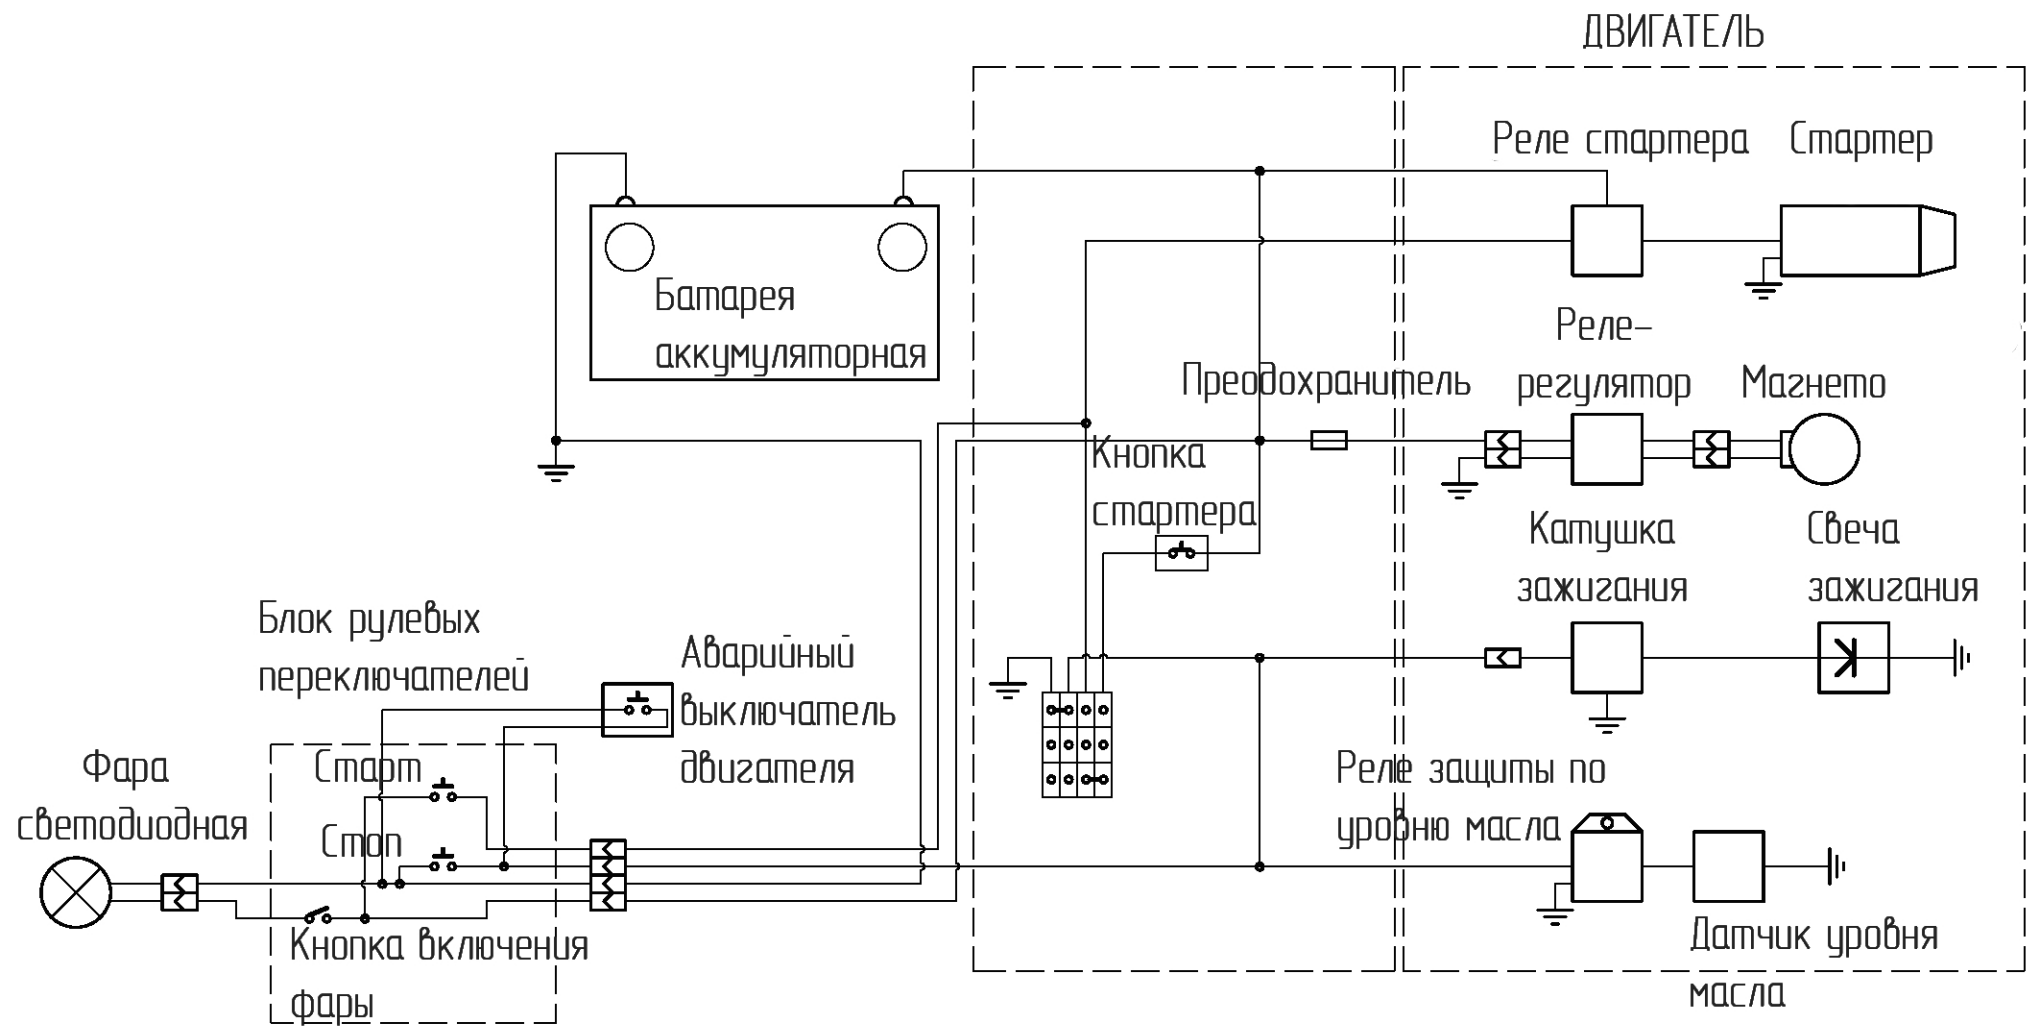 ДВИГАТЕЛЬ
Реле стартера
Стартер
Батарея
аккумуляторная
Реле-
регулятор
Магнето
Преодохранитель
Кнопка
стартера
Катушка
зажигания
Свеча
зажигания
Блок рулевых
переключателей
Аварийный
выключатель
двигателя
Фара
светодиодная
Старт
Стоп
Кнопка включения
фары
Реле защиты по
уровню масла
Датчик уровня
масла